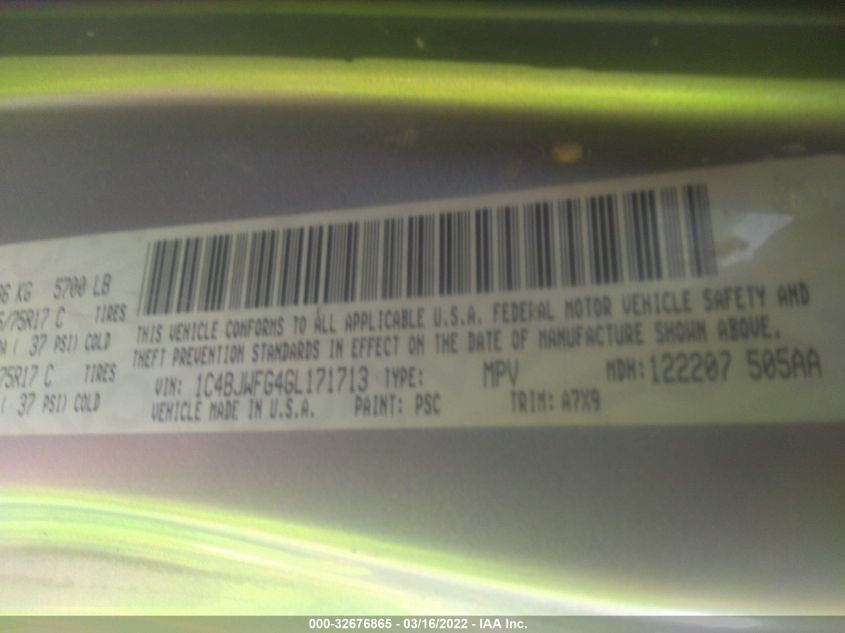 KG 5700 LB
/75R17 C TIRES
( 37 PSI) COLD
75R17 C TIRES
( 37 PSI) COLD
THIS VEHICLE CONFORMS TO ALL APPLICABLE U.S.A. FEDERAL MOTOR VEHICLE SAFETY AND
THEFT PREVENTION STANDARDS IN EFFECT ON THE DATE OF MANUFACTURE SHOWN ABOVE.
VIN: 1C4BJWFG4GL171713 TYPE: MPV MDH: 122207 505AA
VEHICLE MADE IN U.S.A. PAINT: PSC TRIM: A7X9
000-32676865 - 03/16/2022 - IAA Inc.